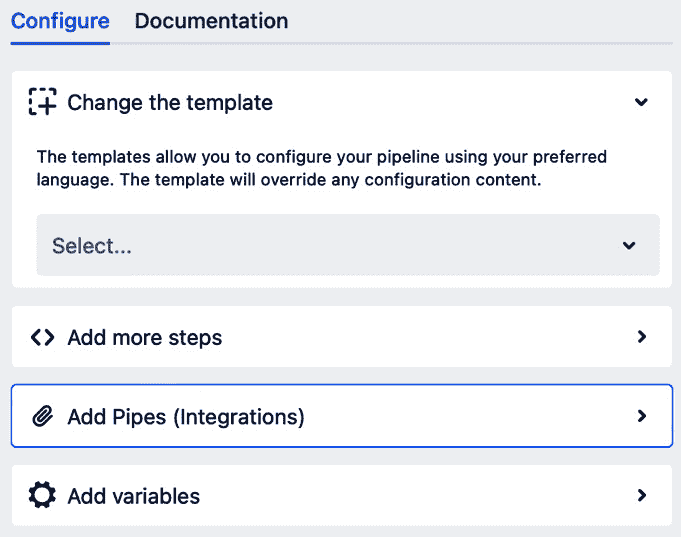 Configure Documentation
Change the template
The templates allow you to configure your pipeline using your preferred
language. The template will override any configuration content.
Select...
Add more steps
Add Pipes (Integrations)
Add variables